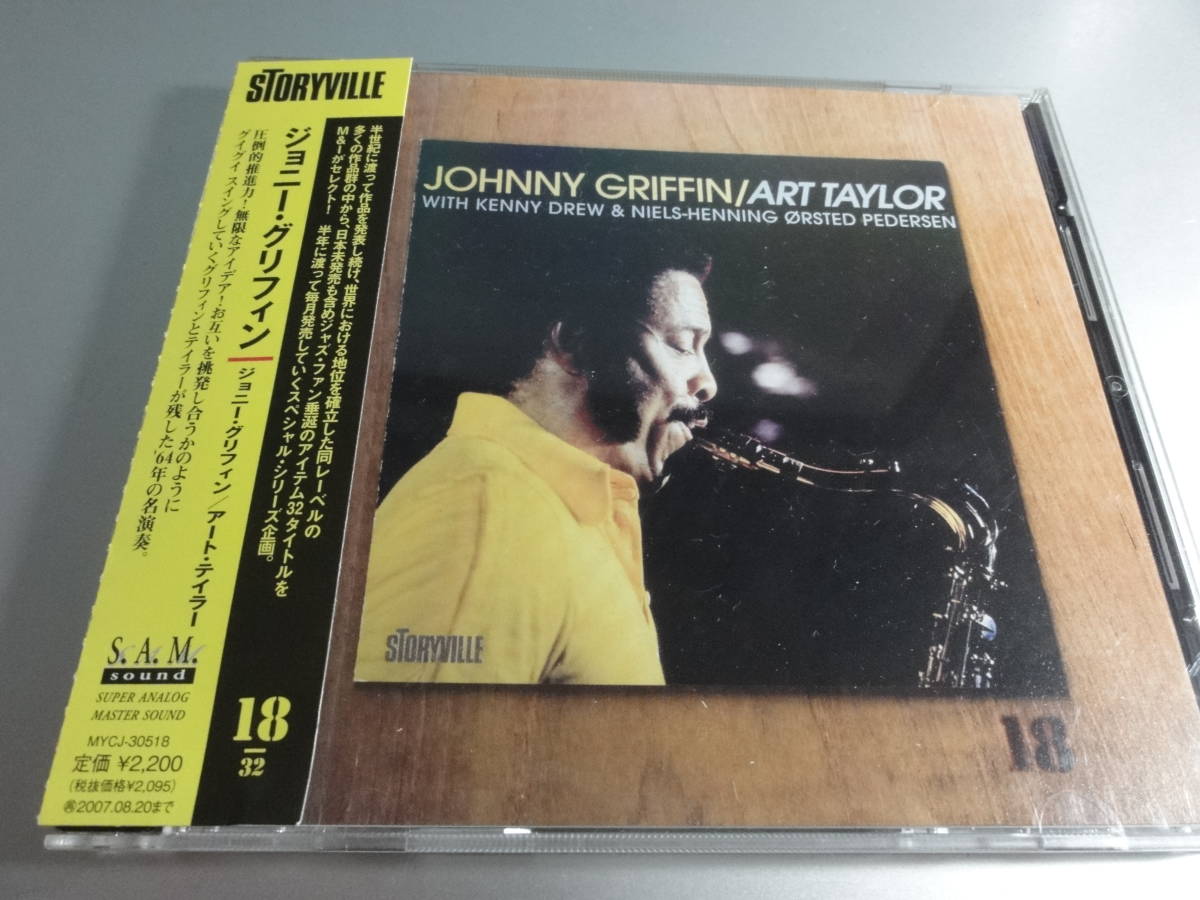 STORYVILLE
ジョニー・グリフィン
ジョニー・グリフィン/アート・テイラー
圧倒的推進力!無限なアイデア!お互いを挑発し合うかのように
グイグイ スイングしていくグリフィンとテイラーが残した'64年の名演奏。
S. A. M.
sound
SUPER ANALOG
MASTER SOUND
MYCJ-30518
定価 ¥2,200
(税抜価格¥2,095)
㊢2007.08.20まで
半世紀に渡って作品を発表し続け、世界における地位を確立した同レーベルの
多くの作品群の中から、日本未発売も含めジャズ・ファン垂涎のアイテム32タイトルを
M&Iがセレクト! 半年に渡って毎月発売していくスペシャル・シリーズ企画。
18
32
JOHNNY GRIFFIN/ART TAYLOR
WITH KENNY DREW & NIELS-HENNING ØRSTED PEDERSEN
STORYVILLE
18